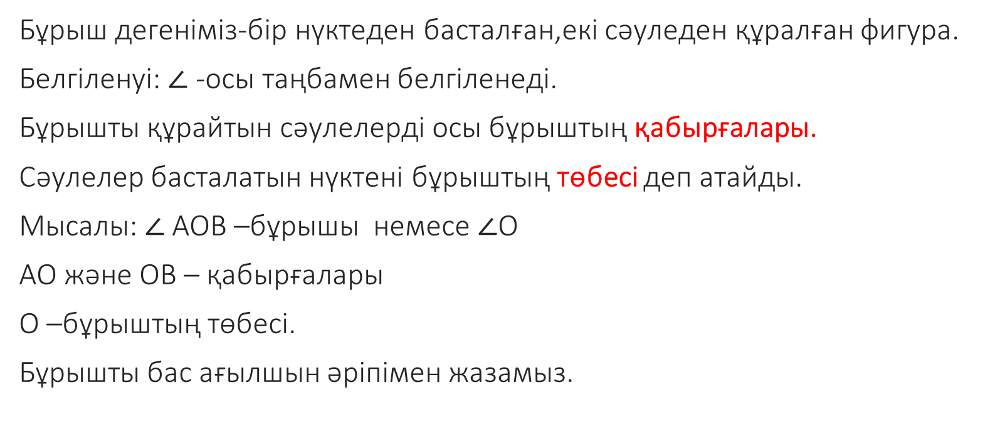 Бұрыш дегеніміз-бір нүктеден басталған,екі сәуледен құралған фигура.
Белгіленуі: ∠ -осы таңбамен белгіленеді.
Бұрышты құрайтын сәулелерді осы бұрыштың қабырғалары.
Сәулелер басталатын нүктені бұрыштың төбесі деп атайды.
Мысалы: ∠ АОВ –бұрышы немесе ∠О
АО және ОВ – қабырғалары
О –бұрыштың төбесі.
Бұрышты бас ағылшын әріпімен жазамыз.